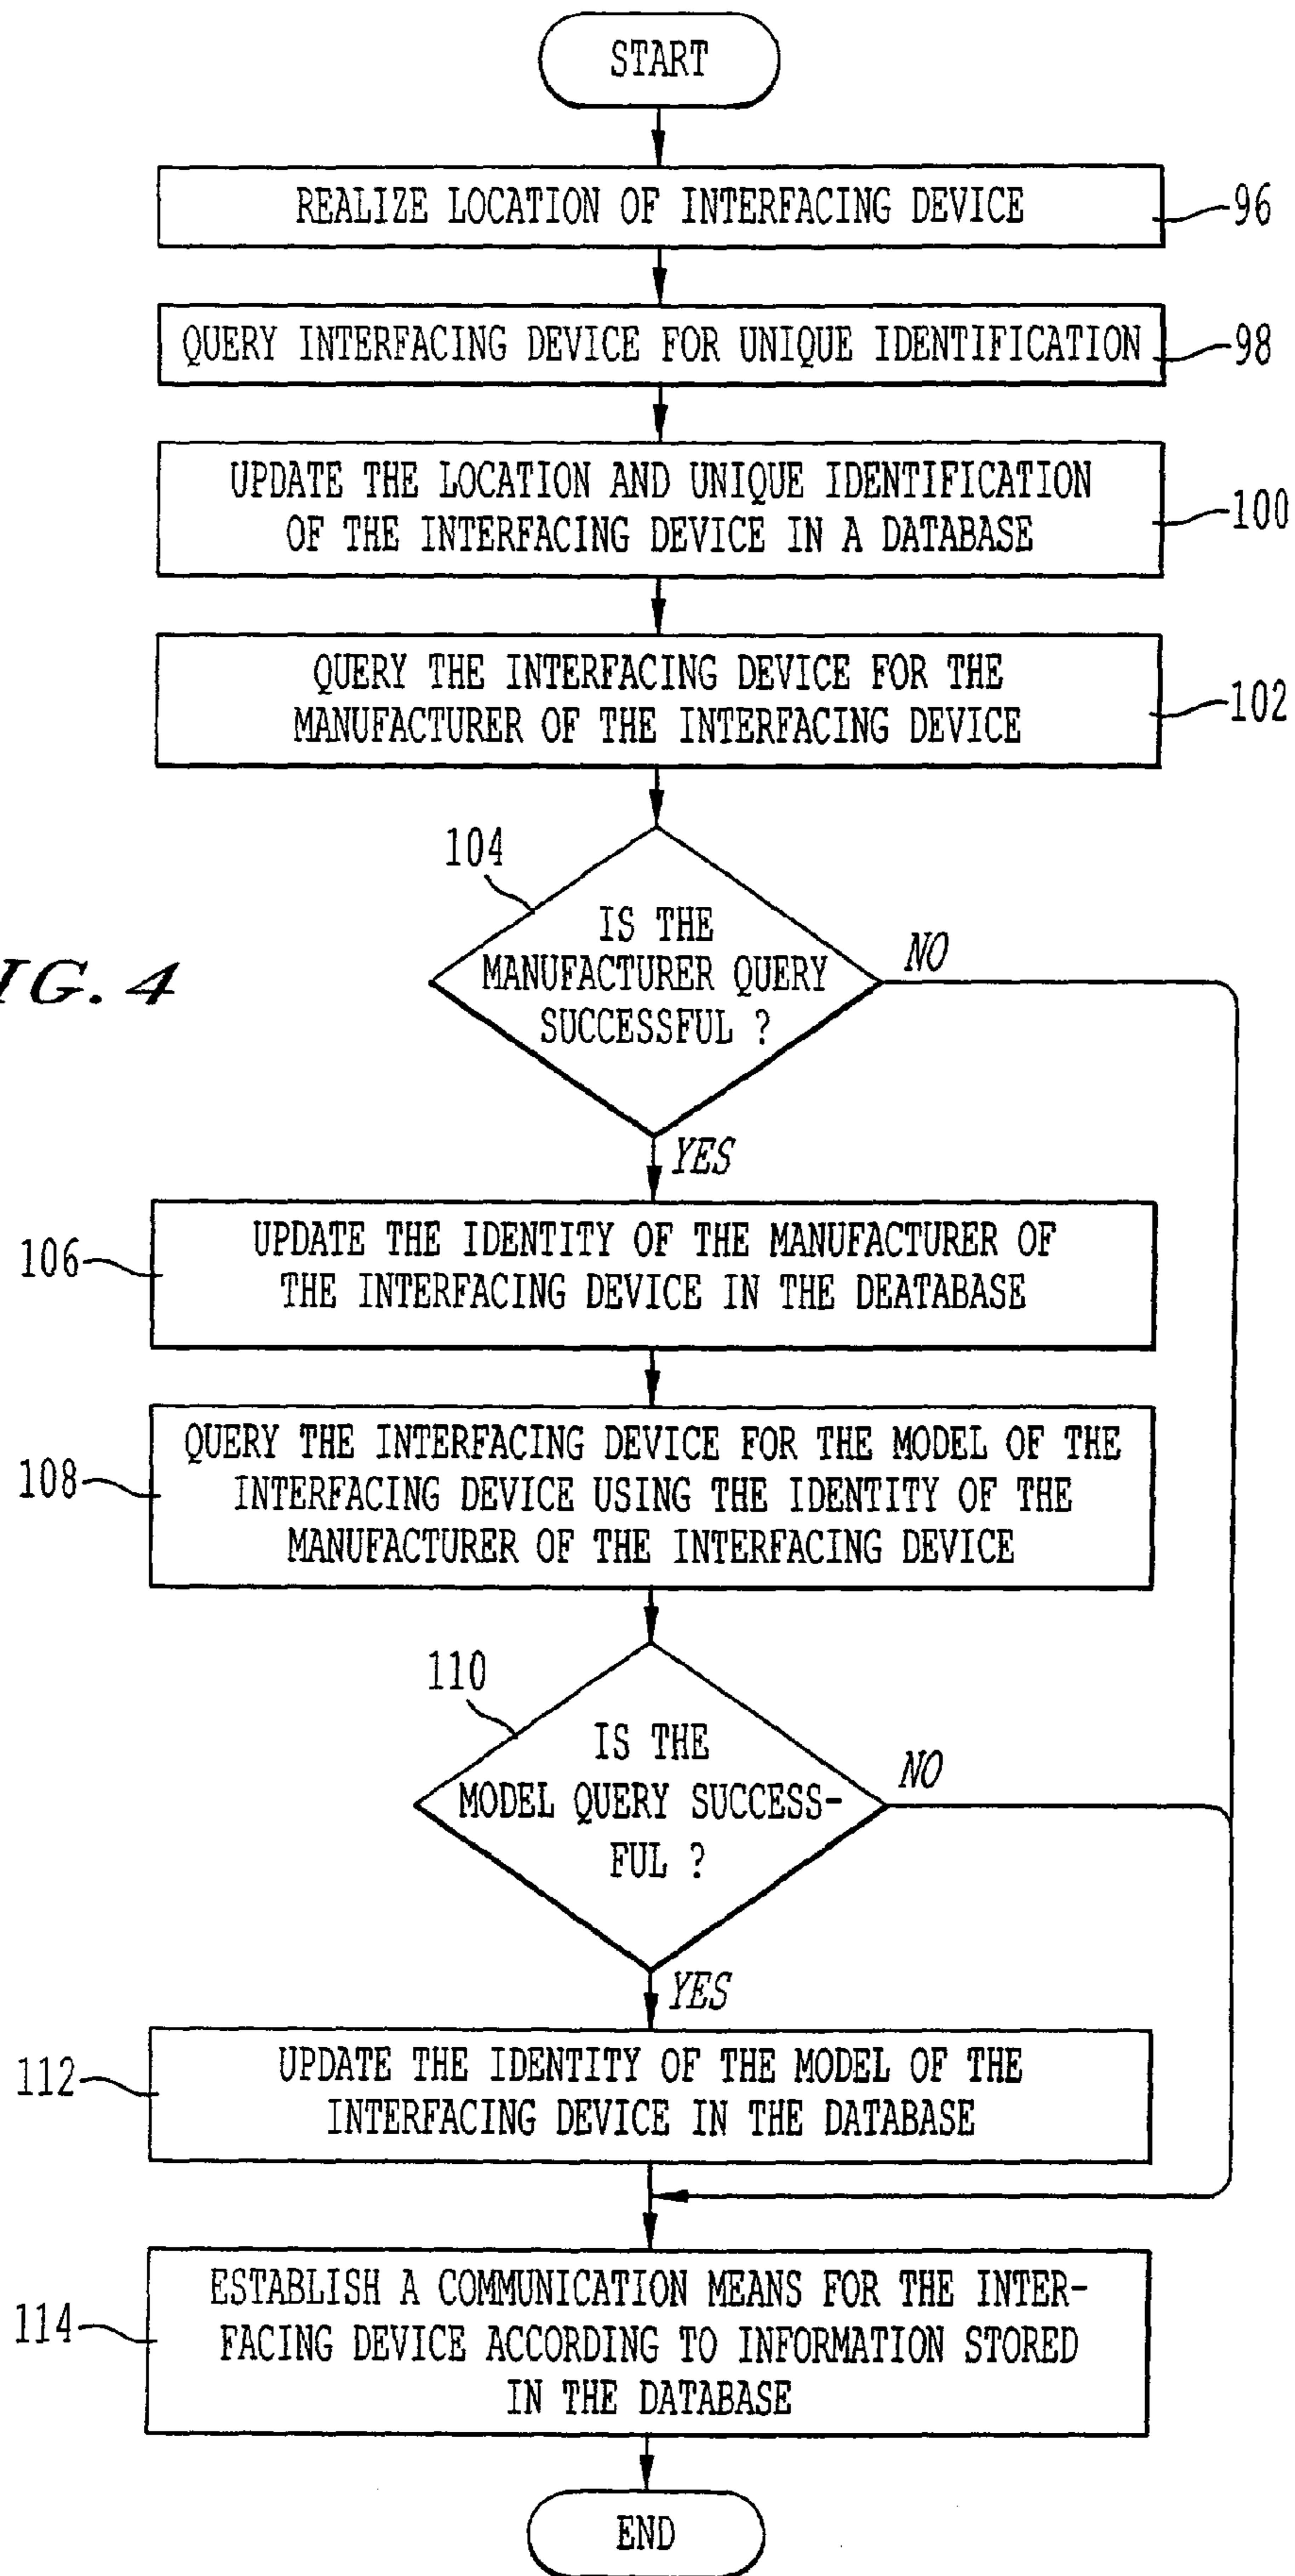 START
REALIZE LOCATION OF INTERFACING DEVICE
96
QUERY INTERFACING DEVICE FOR UNIQUE IDENTIFICATION
98
UPDATE THE LOCATION AND UNIQUE IDENTIFICATION
OF THE INTERFACING DEVICE IN A DATABASE
100
QUERY THE INTERFACING DEVICE FOR THE
MANUFACTURER OF THE INTERFACING DEVICE
102
104
IS THE
MANUFACTURER QUERY
SUCCESSFUL ?
NO
IG. 4
YES
106
UPDATE THE IDENTITY OF THE MANUFACTURER OF
THE INTERFACING DEVICE IN THE DEATABASE
108
QUERY THE INTERFACING DEVICE FOR THE MODEL OF THE
INTERFACING DEVICE USING THE IDENTITY OF THE
MANUFACTURER OF THE INTERFACING DEVICE
110
IS THE
MODEL QUERY SUCCESS-
FUL ?
NO
YES
112
UPDATE THE IDENTITY OF THE MODEL OF THE
INTERFACING DEVICE IN THE DATABASE
114
ESTABLISH A COMMUNICATION MEANS FOR THE INTER-
FACING DEVICE ACCORDING TO INFORMATION STORED
IN THE DATABASE
END